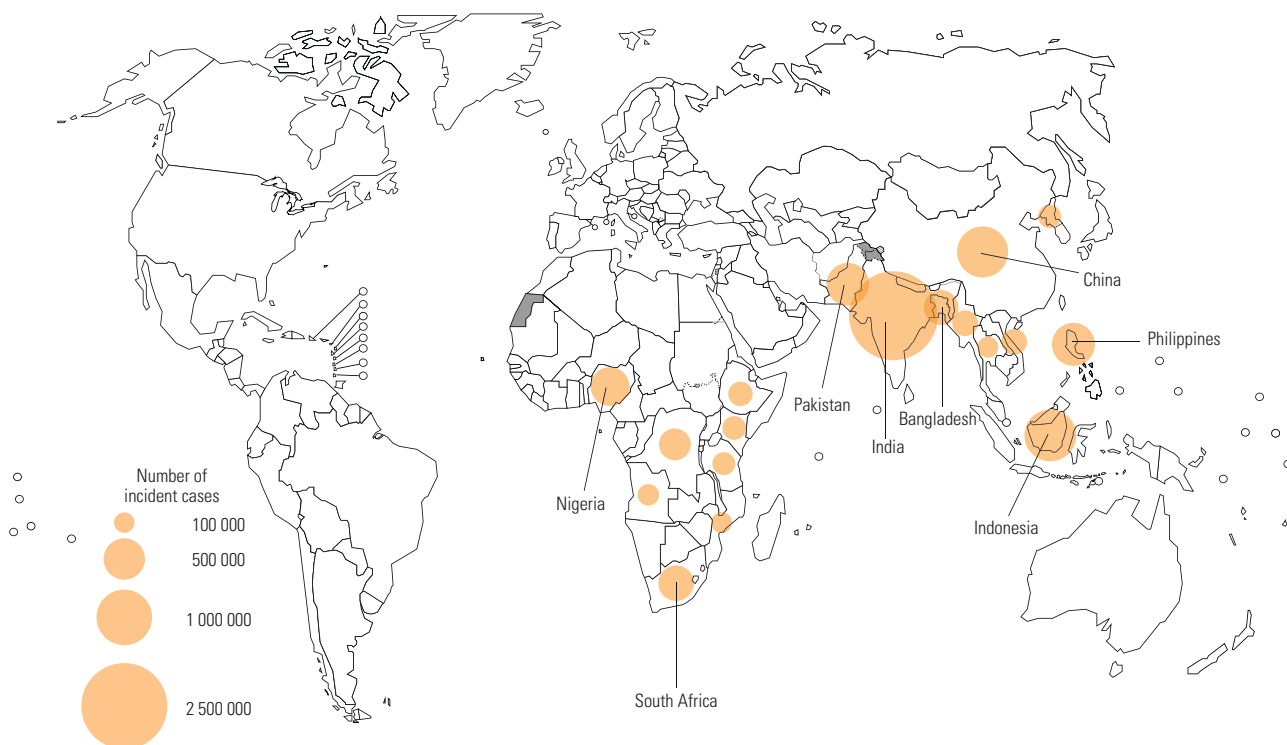 China
Philippines
Pakistan
Bangladesh
India
Nigeria
Indonesia
South Africa
Number of
incident cases
100 000
500 000
1 000 000
2 500 000